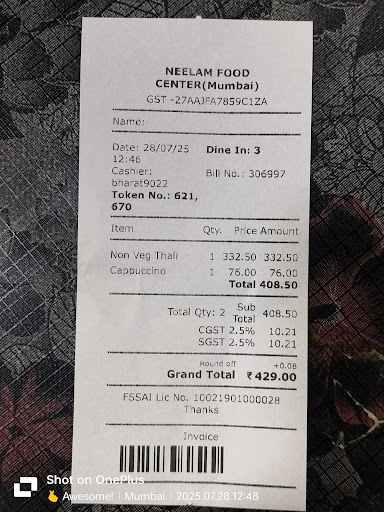 NEELAM FOOD
CENTER(Mumbai)
GST -27AAJFA7859C1ZA
Name:
Date: 28/07/25 Dine In: 3
12:46
Cashier: Bill No.: 306997
bharat9022
Token No.: 621,
670
Item Qty. Price Amount
Non Veg Thali 1 332.50 332.50
Cappuccino 1 76.00 76.00
Total 408.50
Total Qty: 2 Sub Total 408.50
CGST 2.5% 10.21
SGST 2.5% 10.21
Round off +0.08
Grand Total ₹429.00
FSSAI Lic No. 10021901000028
Thanks
Invoice
Shot on OnePlus
Awesome! | Mumbai | 2025.07.28 12:48